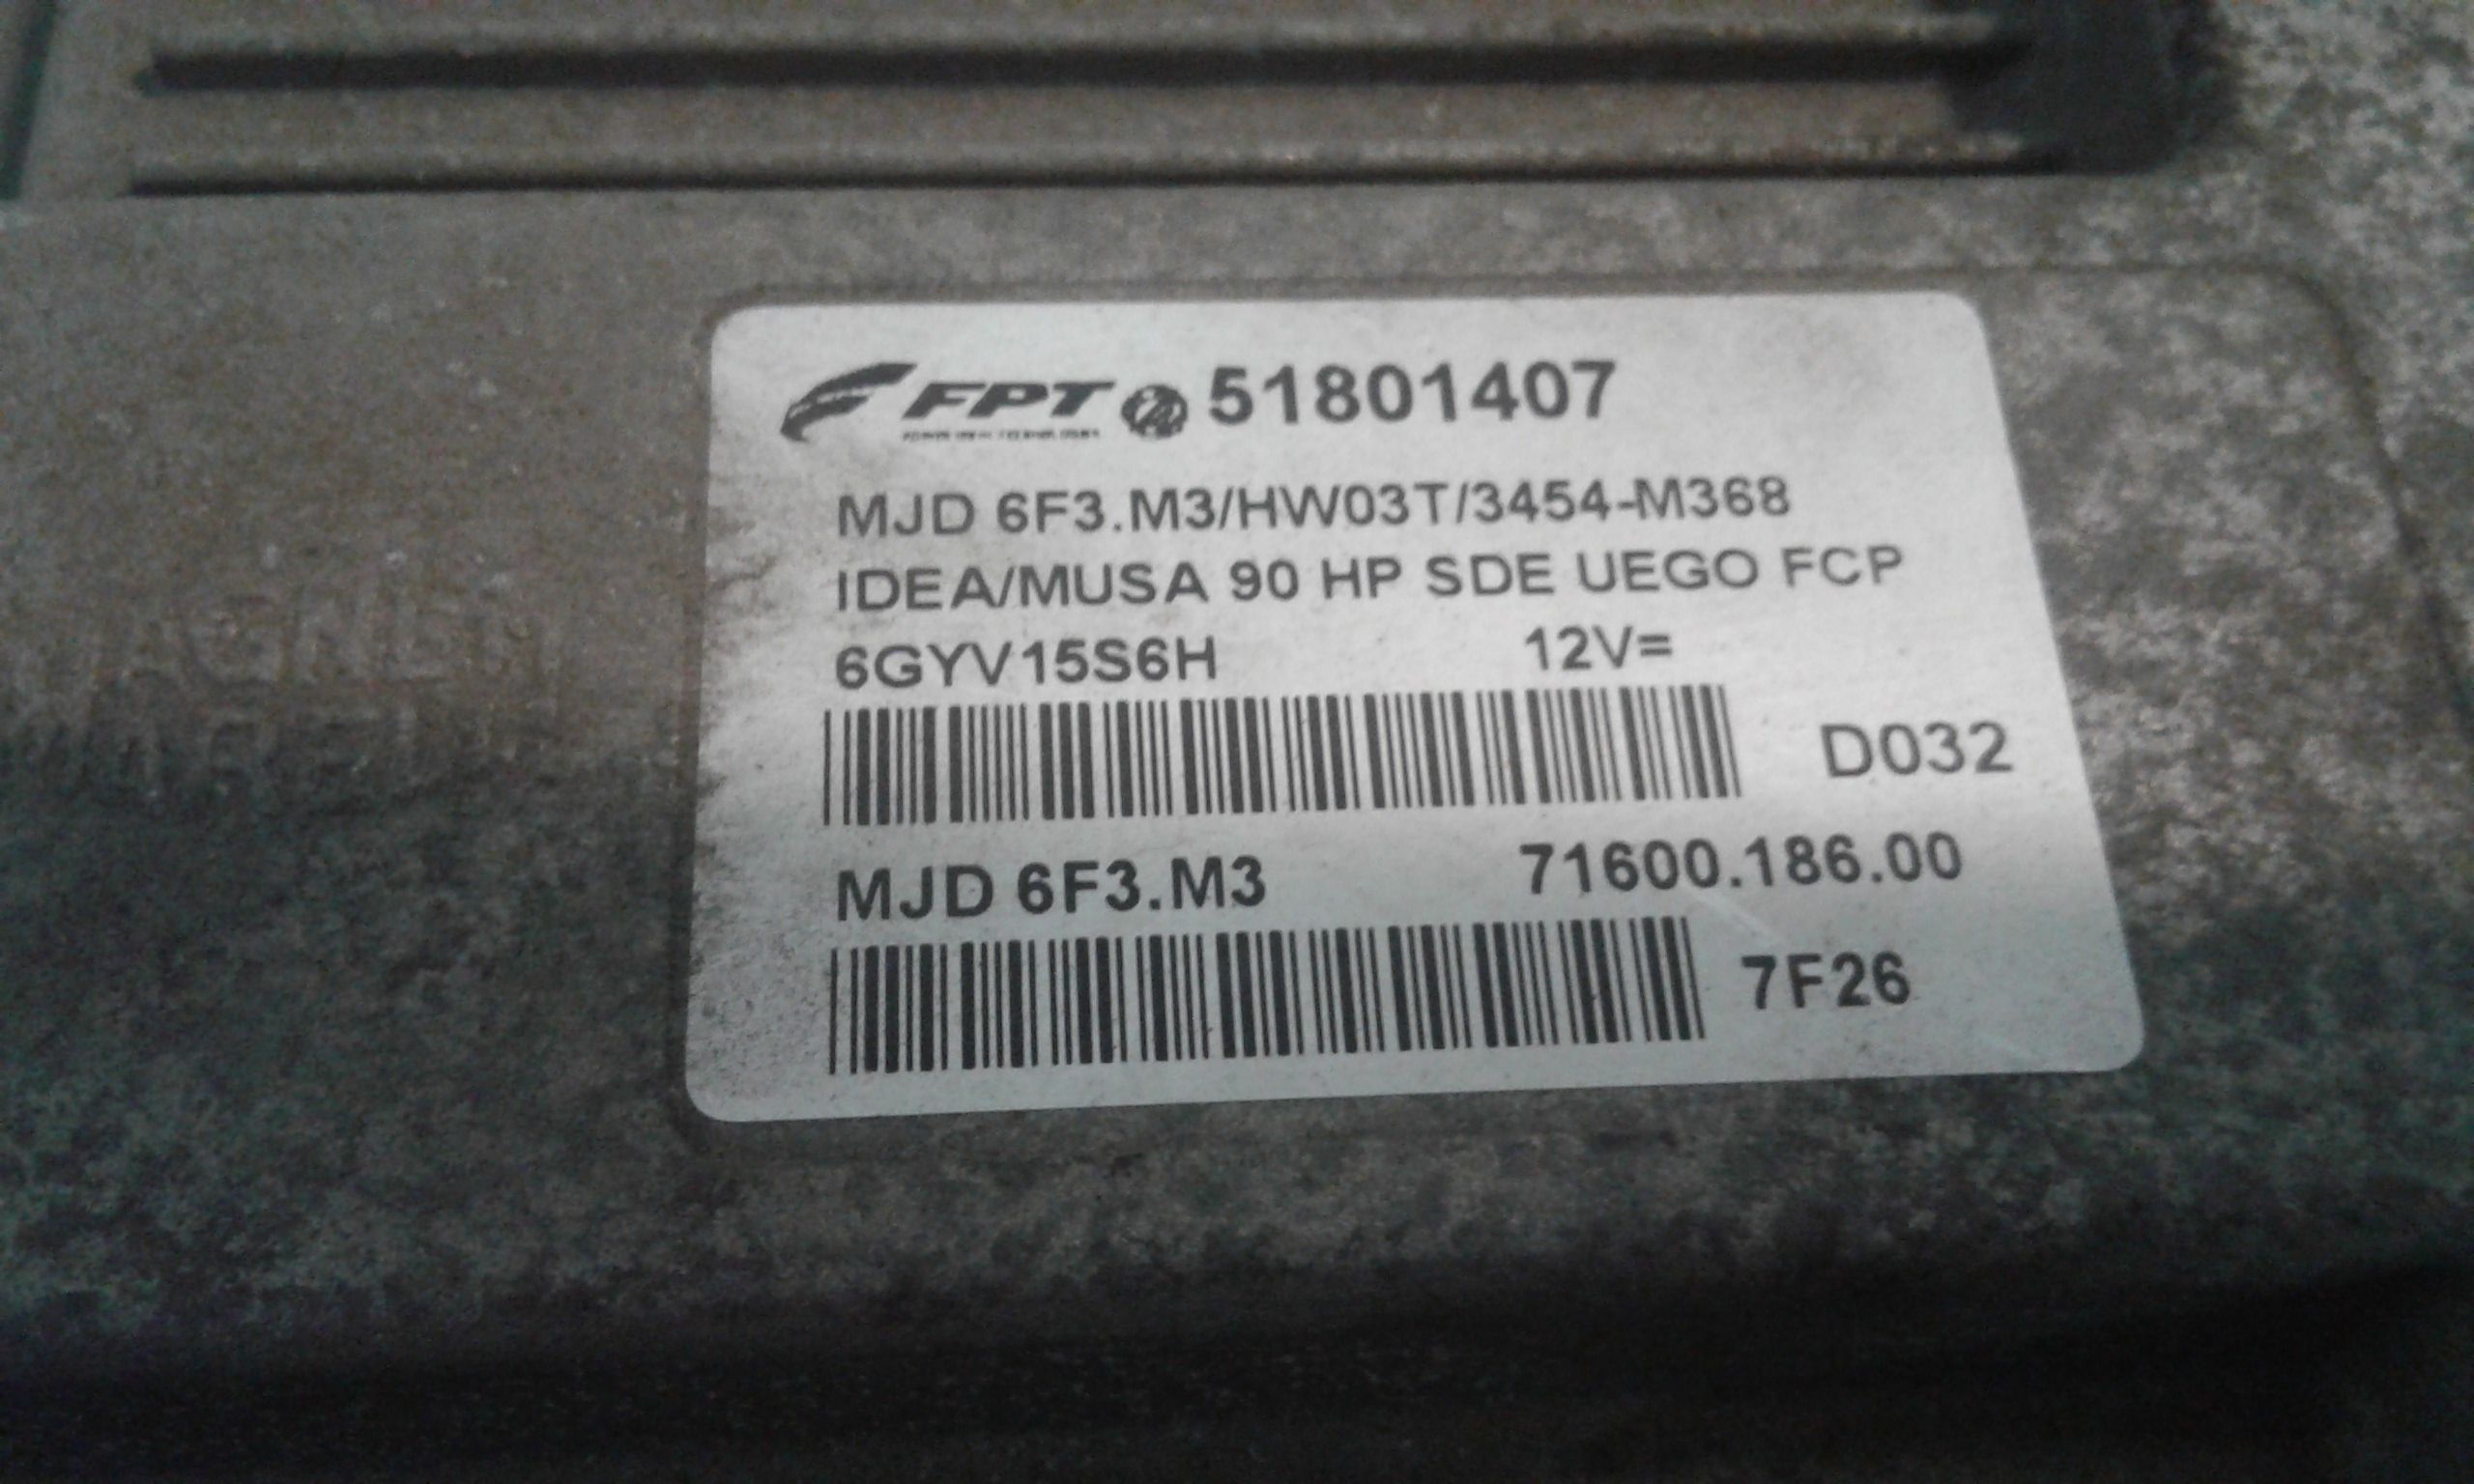 FPT 51801407
MJD 6F3.M3/HW03T/3454-M368
IDEA/MUSA 90 HP SDE UEGO FCP
6GYV15S6H 12V=
D032
MJD 6F3.M3 71600.186.00
7F26